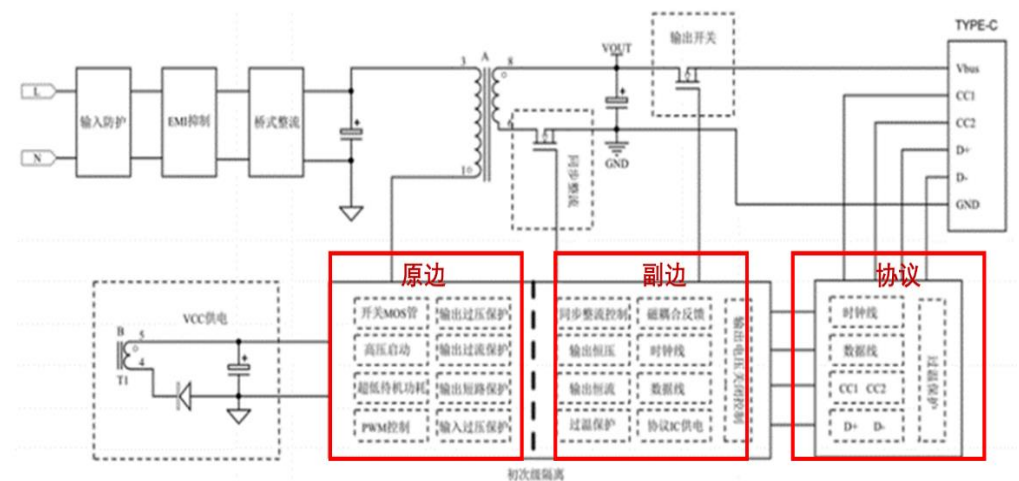 TYPE-C
输出开关
VOUT
3
A
8
L
N
输入防护
EMI抑制
桥式整流
+
+
1
6
GND
同步整流
Vbus
CC1
CC2
D+
D-
GND
原边
副边
协议
VCC供电
B
5
4
T1
+
开关MOS管
输出过压保护
高压启动
输出过流保护
超低待机功耗
输出短路保护
PWM控制
输入过压保护
同步整流控制
磁耦合反馈
输出恒压
时钟线
输出恒流
数据线
过温保护
协议IC供电
输出电压关闭控制
时钟线
数据线
CC1 CC2
D+ D-
过温保护
初次级隔离